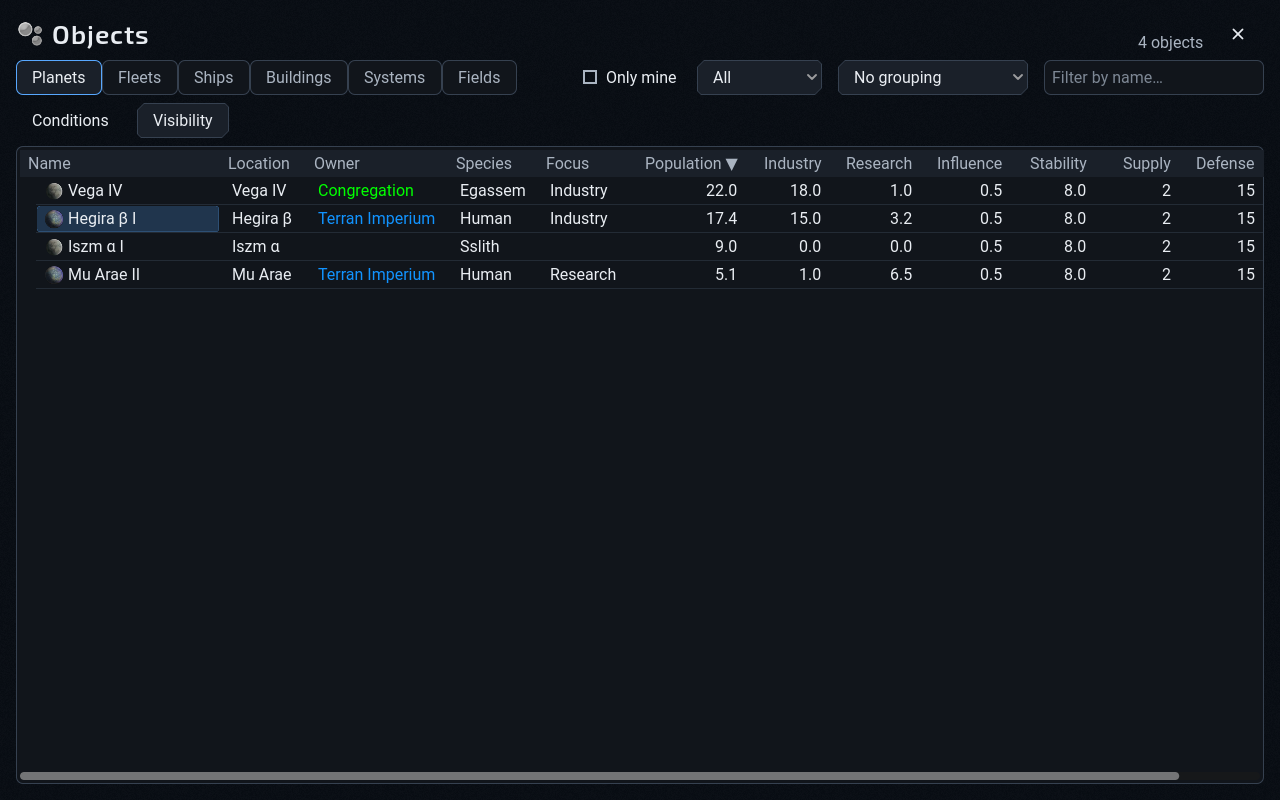 Objects
4 objects
Planets Fleets Ships Buildings Systems Fields Only mine All No grouping Filter by name…
Conditions Visibility
Name Location Owner Species Focus Population ▼ Industry Research Influence Stability Supply Defense
Vega IV Vega IV Congregation Egassem Industry 22.0 18.0 1.0 0.5 8.0 2 15
Hegira β I Hegira β Terran Imperium Human Industry 17.4 15.0 3.2 0.5 8.0 2 15
Iszm α I Iszm α Sslith 9.0 0.0 0.0 0.5 8.0 2 15
Mu Arae II Mu Arae Terran Imperium Human Research 5.1 1.0 6.5 0.5 8.0 2 15